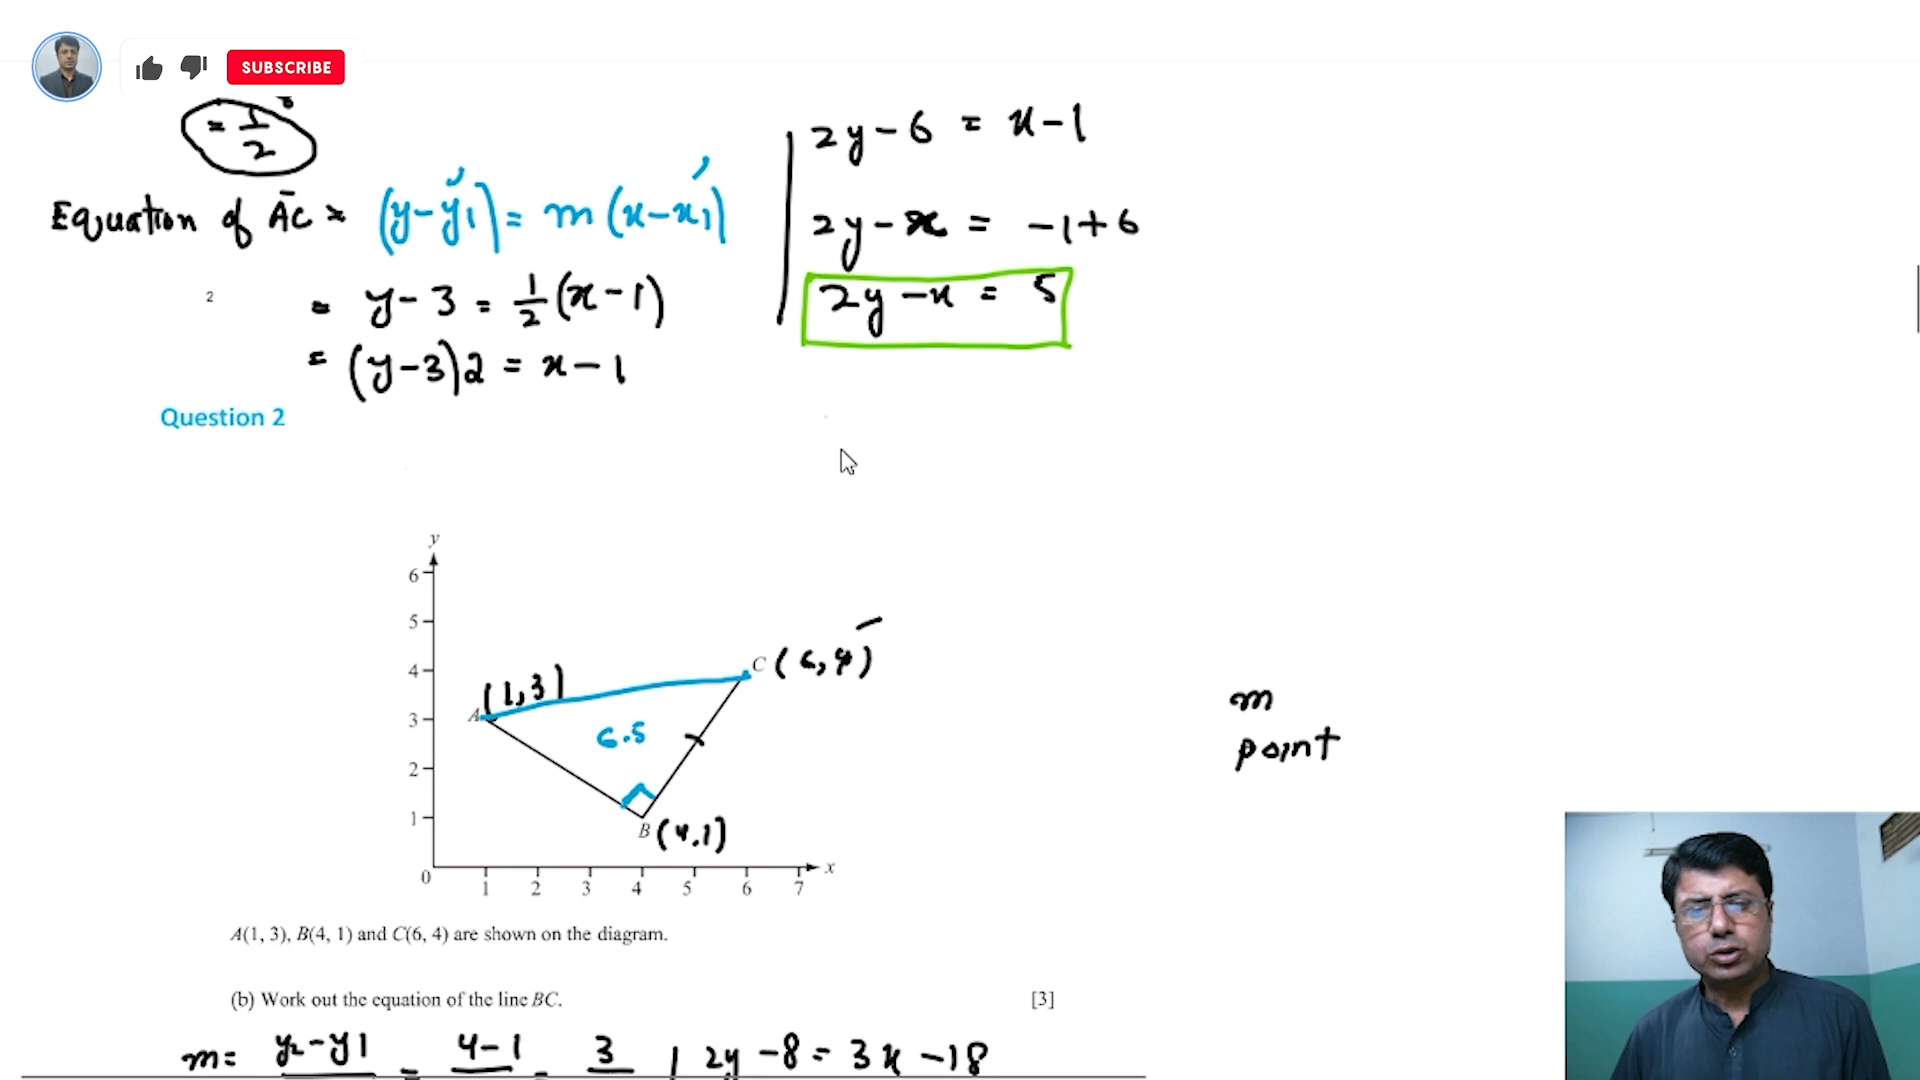 SUBSCRIBE
= 1/2
Equation of AC = (y-y1) = m(x-x1)
= y-3 = 1/2(x-1)
= (y-3)2 = x-1
2y-6 = x-1
2y-x = -1+6
2y-x = 5
2
Question 2
y
6
5
4
3
2
1
0
1 2 3 4 5 6 7 x
A (1,3)
C (6,4)
6.5
B (4,1)
m
point
A(1, 3), B(4, 1) and C(6, 4) are shown on the diagram.
(b) Work out the equation of the line BC. [3]
m= y2-y1 = 4-1 = 3 | 2y-8 = 3x-18